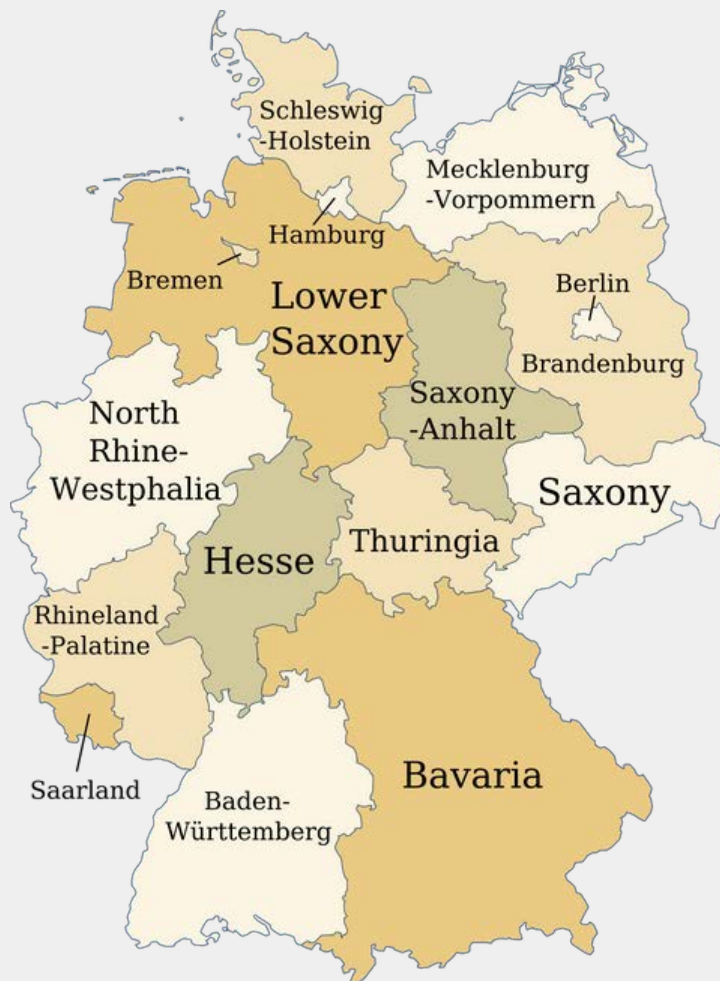 Schleswig
-Holstein
Mecklenburg
-Vorpommern
Hamburg
Bremen
Lower
Saxony
Berlin
Brandenburg
Saxony
-Anhalt
North
Rhine-
Westphalia
Saxony
Thuringia
Hesse
Rhineland
-Palatine
Saarland
Baden-
Württemberg
Bavaria